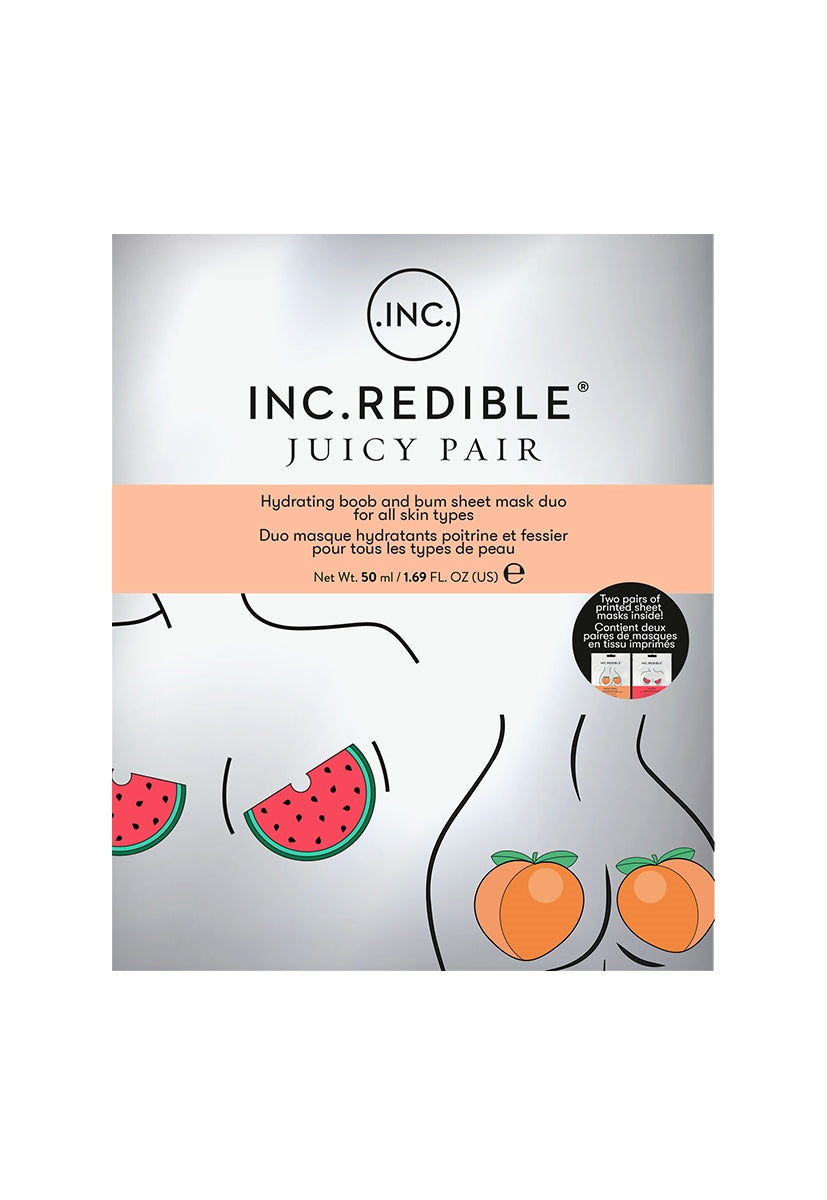 .INC.
INC.REDIBLE®
JUICY PAIR
Hydrating boob and bum sheet mask duo
for all skin types
Duo masque hydratants poitrine et fessier
pour tous les types de peau
Net Wt. 50 ml / 1.69 FL. OZ (US) ℮
Two pairs of
printed sheet
masks inside!
Contient deux
paires de masques
en tissu imprimés
INC.REDIBLE
INC.REDIBLE